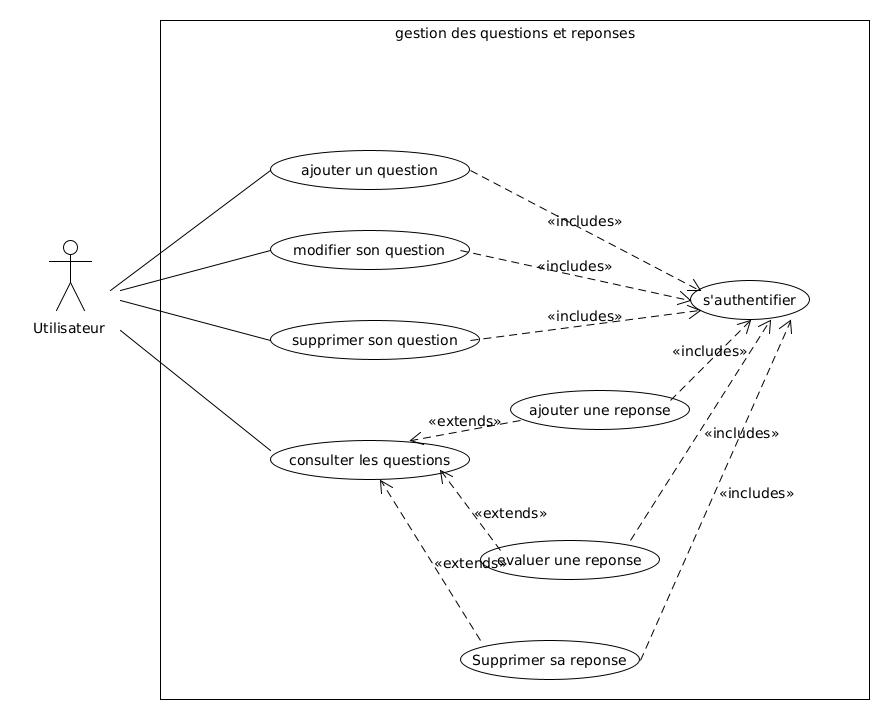 gestion des questions et reponses
ajouter un question
«includes»
modifier son question
«includes»
s'authentifier
«includes»
Utilisateur
supprimer son question
«includes»
ajouter une reponse
«extends»
«includes»
consulter les questions
«includes»
«extends»
«extends»
evaluer une reponse
Supprimer sa reponse